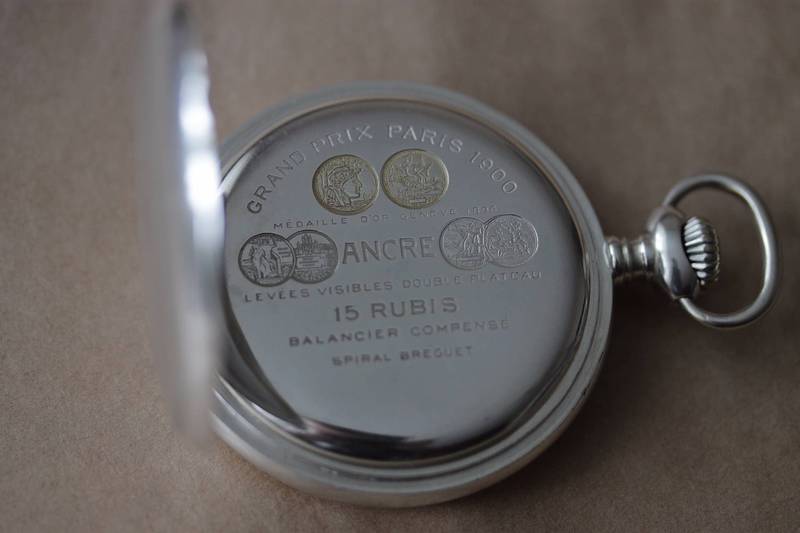 GRAND PRIX PARIS 1900
MÉDAILLE D'OR GENÈVE 1896
ANCRE
LEVÉES VISIBLES DOUBLE PLATEAU
15 RUBIS
BALANCIER COMPENSÉ
SPIRAL BREGUET